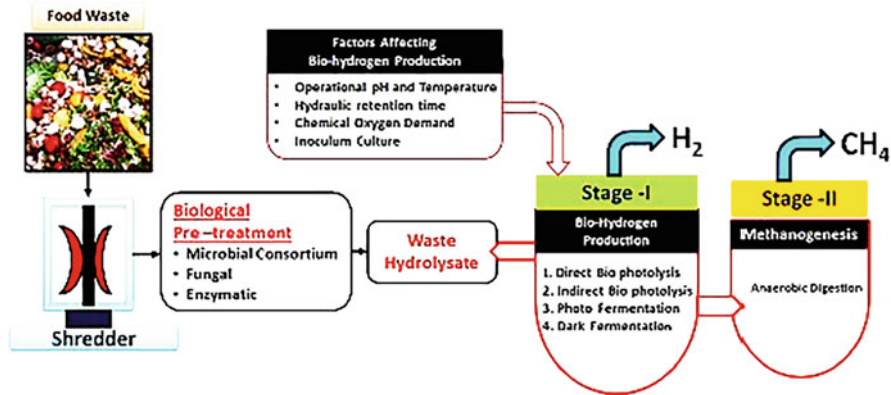 Food Waste
Shredder
Biological
Pre –treatment
• Microbial Consortium
• Fungal
• Enzymatic
Waste
Hydrolysate
Factors Affecting
Bio-hydrogen Production
• Operational pH and Temperature
• Hydraulic retention time
• Chemical Oxygen Demand
• Inoculum Culture
H2
Stage -I
Bio-Hydrogen
Production
1. Direct Bio photolysis
2. Indirect Bio photolysis
3. Photo Fermentation
4. Dark Fermentation
CH4
Stage -II
Methanogenesis
Anaerobic Digestion